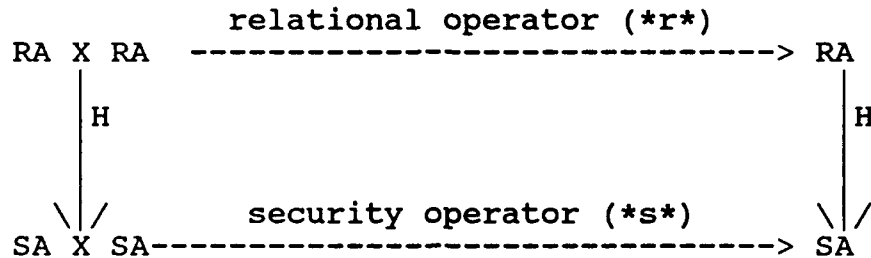 relational operator (*r*)
RA X RA ----------------------------> RA
H H
security operator (*s*)
SA X SA-----------------------------> SA